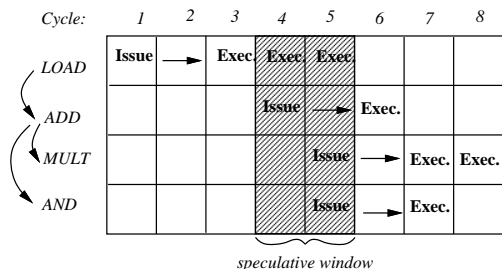 Cycle: 1 2 3 4 5 6 7 8
LOAD Issue Exec. Exec. Exec.
ADD Issue Exec.
MULT Issue Exec. Exec.
AND Issue Exec.
speculative window